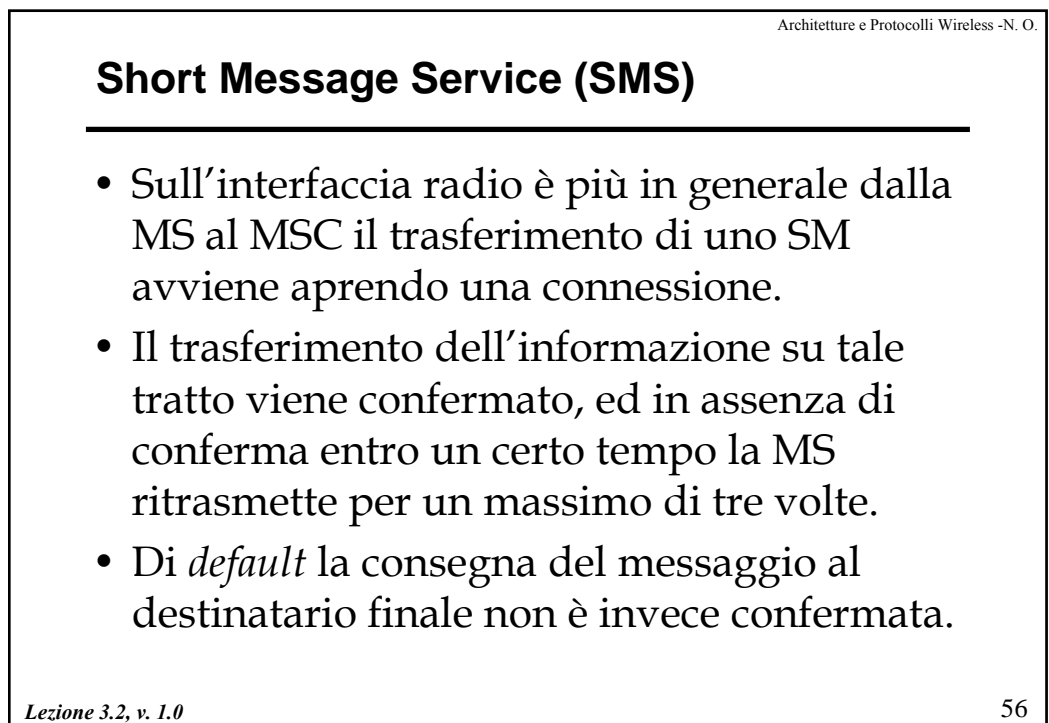 Architetture e Protocolli Wireless -N. O.
Short Message Service (SMS)
• Sull'interfaccia radio è più in generale dalla
MS al MSC il trasferimento di uno SM
avviene aprendo una connessione.
• Il trasferimento dell'informazione su tale
tratto viene confermato, ed in assenza di
conferma entro un certo tempo la MS
ritrasmette per un massimo di tre volte.
• Di default la consegna del messaggio al
destinatario finale non è invece confermata.
Lezione 3.2, v. 1.0
56